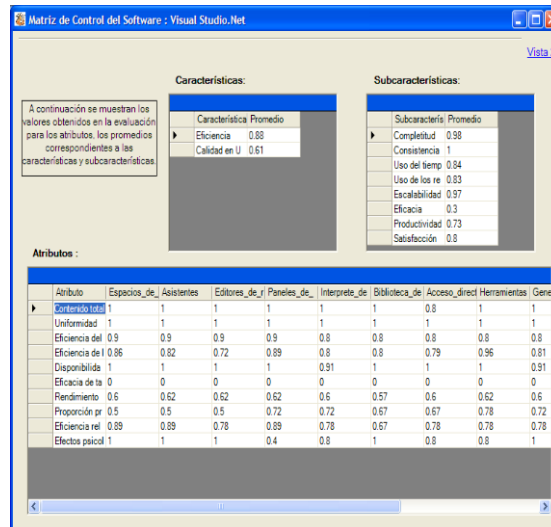 Matriz de Control del Software : Visual Studio.Net
Vista
Características:
Subcaracterísticas:
A continuación se muestran los
valores obtenidos en la evaluación
para los atributos, los promedios
correspondientes a las
características y subcaracterísticas.
Característica Promedio
Eficiencia 0.88
Calidad en U 0.61
Subcaracterís Promedio
Completitud 0.98
Consistencia 1
Uso del tiemp 0.84
Uso de los re 0.83
Escalabilidad 0.97
Eficacia 0.3
Productividad 0.73
Satisfacción 0.8
Atributos :
Atributo Espacios_de_ Asistentes Editores_de_r Paneles_de_ Interprete_de Biblioteca_de Acceso_direct Herramientas Gene
Contenido total 1 1 1 1 1 1 0.8 1 1
Uniformidad 1 1 1 1 1 1 1 1 1
Eficiencia del 0.9 0.9 0.9 0.9 0.8 0.8 0.8 0.8 0.8
Eficiencia de l 0.86 0.82 0.72 0.89 0.8 0.8 0.79 0.96 0.81
Disponibilida 1 1 1 1 0.91 1 1 1 0.91
Eficacia de ta 0 0 0 0 0 0 0 0 0
Rendimiento 0.6 0.62 0.62 0.62 0.6 0.57 0.6 0.62 0.6
Proporción pr 0.5 0.5 0.5 0.72 0.72 0.67 0.67 0.78 0.72
Eficiencia rel 0.89 0.89 0.78 0.89 0.78 0.67 0.78 0.78 0.78
Efectos psicol 1 1 1 0.4 0.8 1 0.8 0.8 1